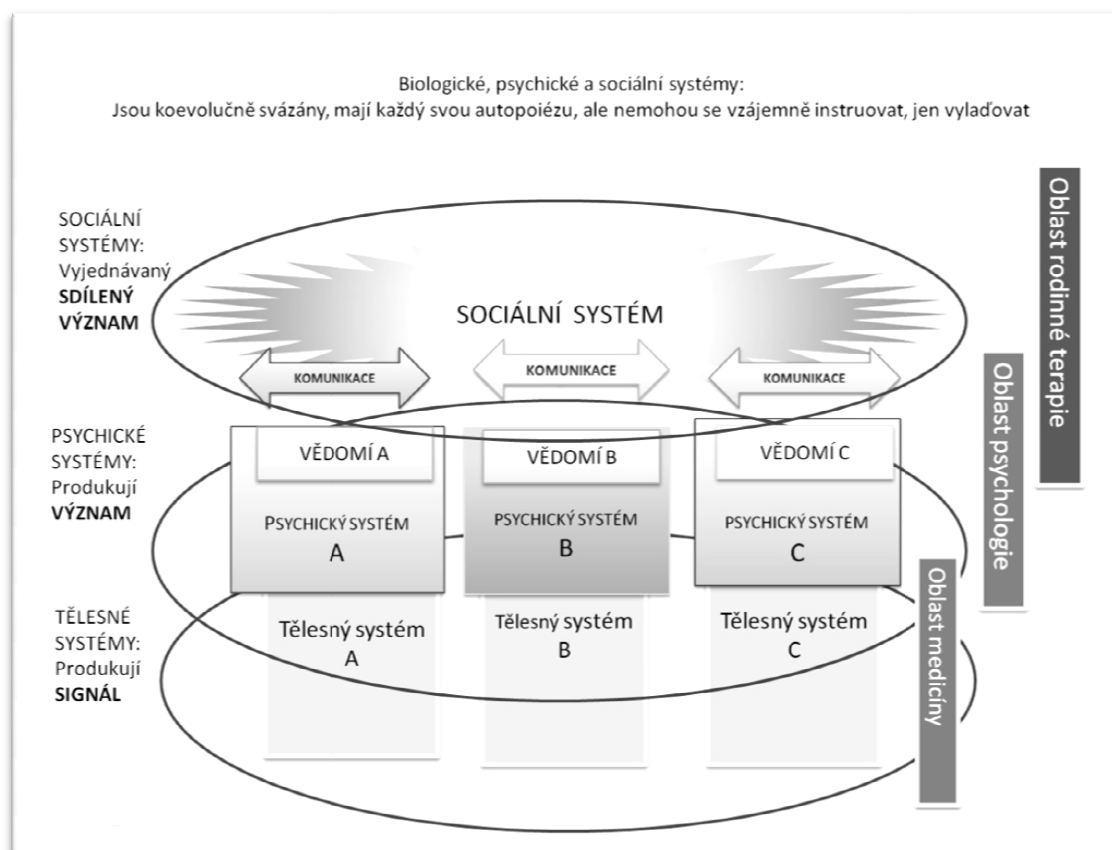 Biologické, psychické a sociální systémy:
Jsou koevolučně svázány, mají každý svou autopoiézu, ale nemohou se vzájemně instruovat, jen vylaďovat
SOCIÁLNÍ
SYSTÉMY:
Vyjednávaný
SDÍLENÝ
VÝZNAM
SOCIÁLNÍ SYSTÉM
KOMUNIKACE
KOMUNIKACE
KOMUNIKACE
Oblast rodinné terapie
PSYCHICKÉ
SYSTÉMY:
Produkují
VÝZNAM
VĚDOMÍ A
VĚDOMÍ B
VĚDOMÍ C
PSYCHICKÝ SYSTÉM
A
PSYCHICKÝ SYSTÉM
B
PSYCHICKÝ SYSTÉM
C
Oblast psychologie
TĚLESNÉ
SYSTÉMY:
Produkují
SIGNÁL
Tělesný systém
A
Tělesný systém
B
Tělesný systém
C
Oblast medicíny